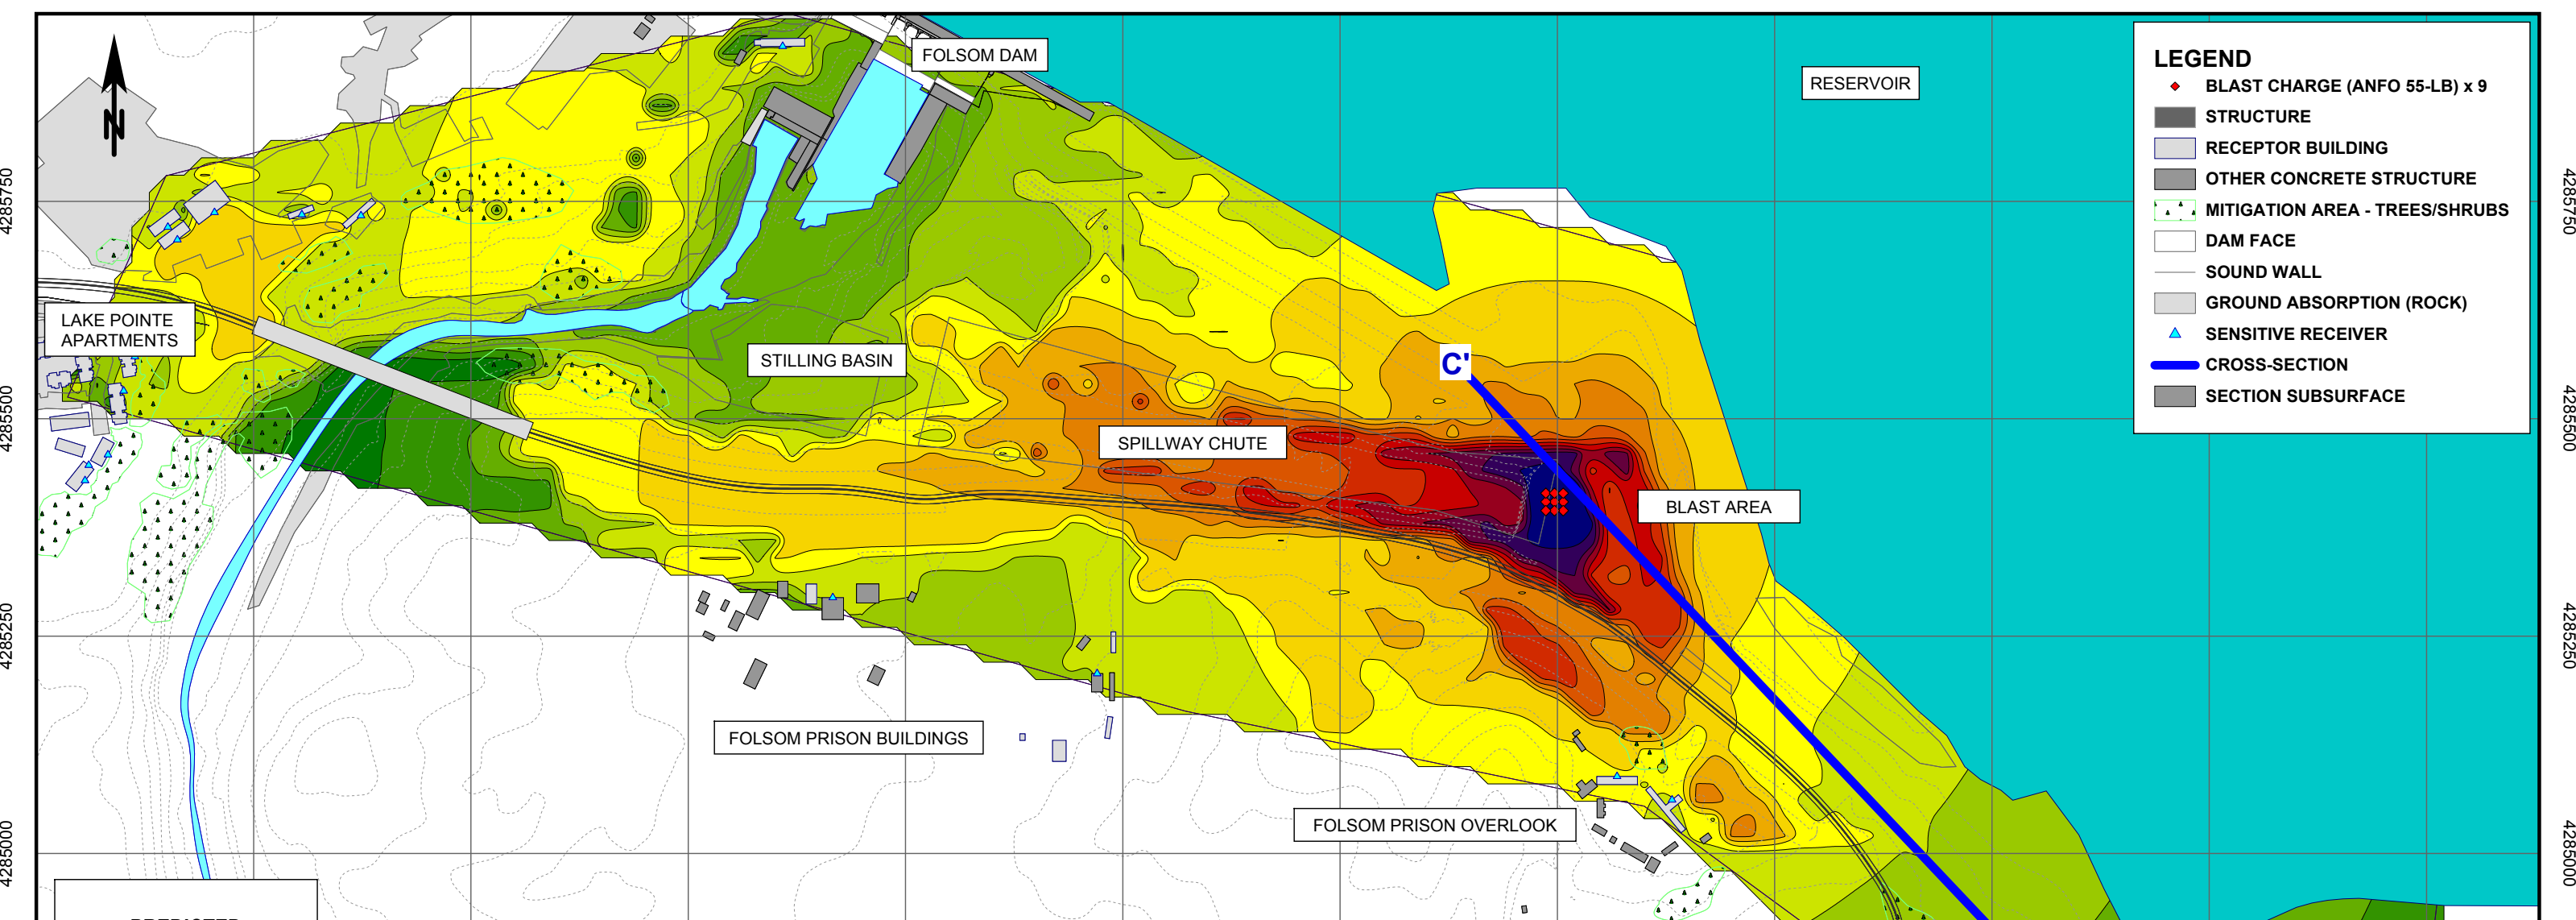 N
FOLSOM DAM
RESERVOIR
LEGEND
BLAST CHARGE (ANFO 55-LB) x 9
STRUCTURE
RECEPTOR BUILDING
OTHER CONCRETE STRUCTURE
MITIGATION AREA - TREES/SHRUBS
DAM FACE
SOUND WALL
GROUND ABSORPTION (ROCK)
SENSITIVE RECEIVER
CROSS-SECTION
SECTION SUBSURFACE
4285750
4285750
LAKE POINTE
APARTMENTS
STILLING BASIN
C'
4285500
4285500
SPILLWAY CHUTE
BLAST AREA
4285250
4285250
FOLSOM PRISON BUILDINGS
FOLSOM PRISON OVERLOOK
4285000
4285000